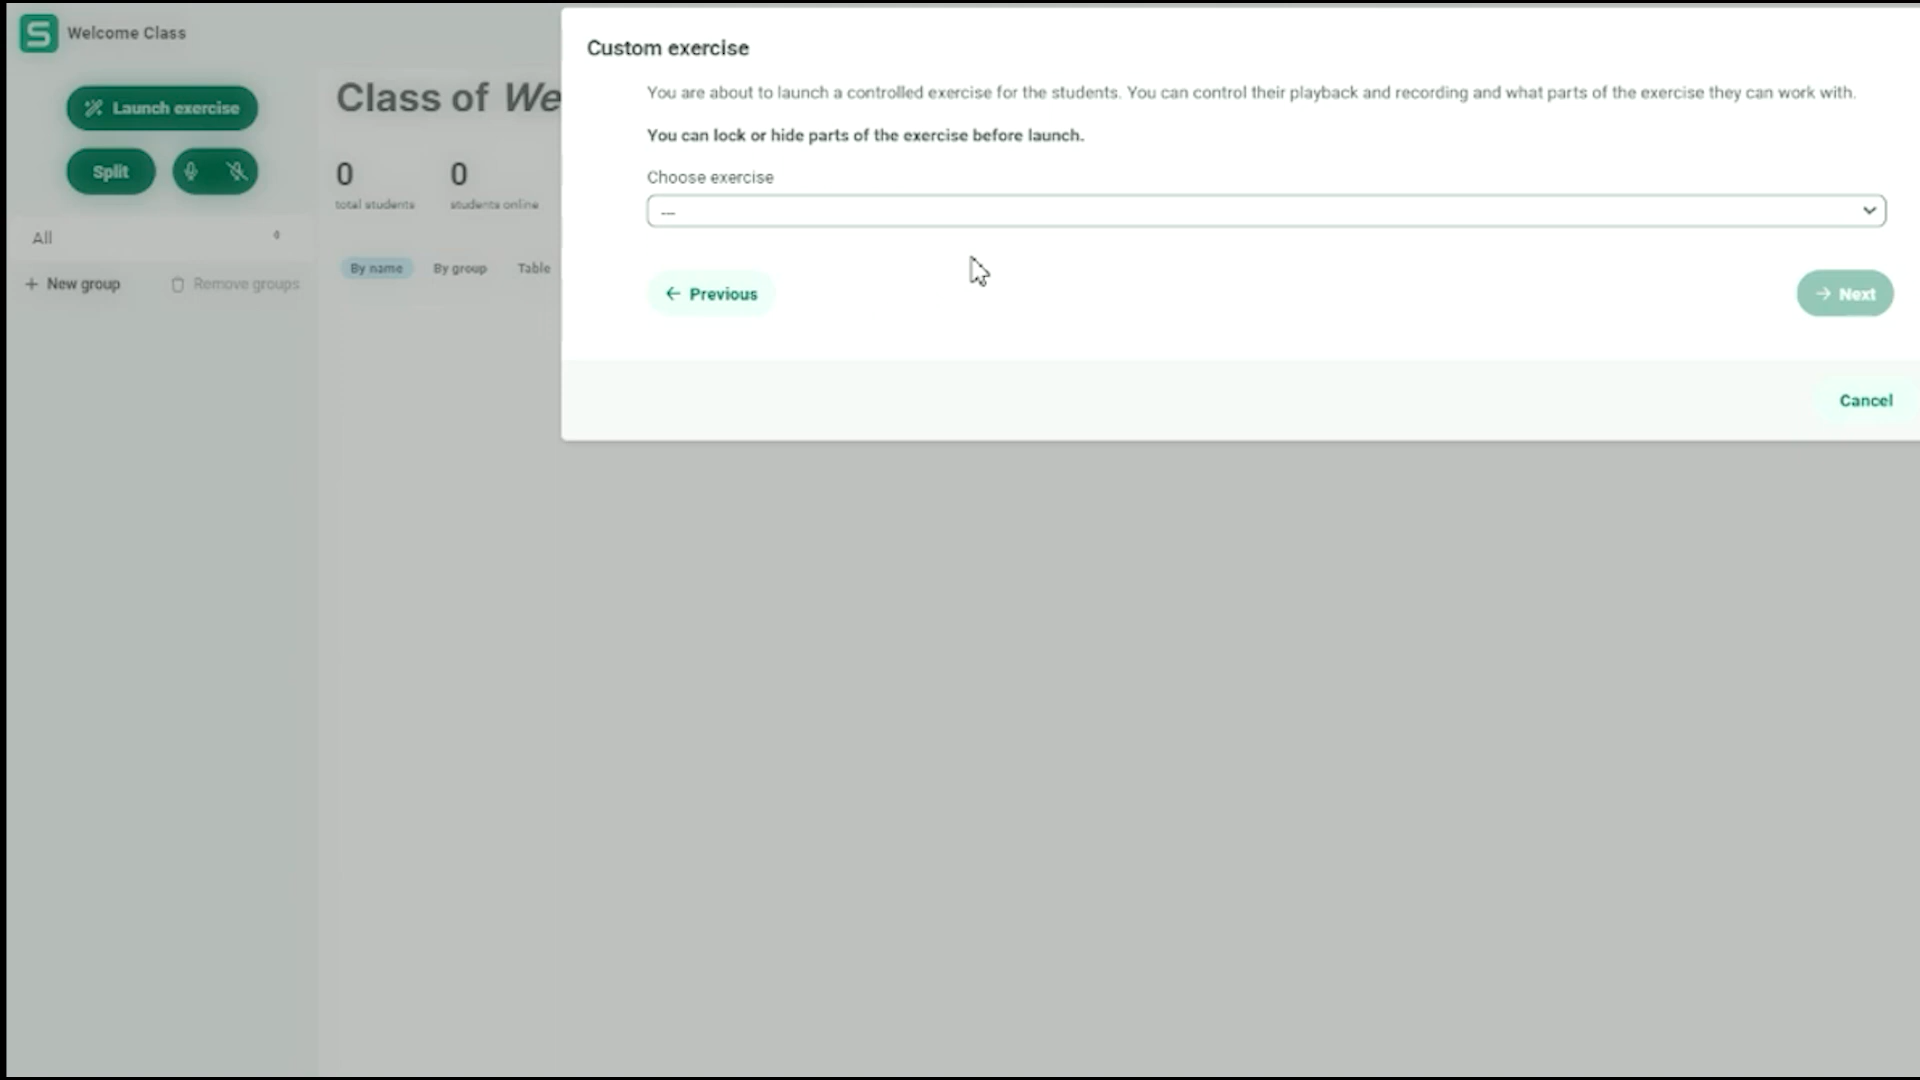 S Welcome Class
Launch exercise
Split
All 0
+ New group Remove groups
Class of We
0 0
total students students online
By name By group Table
Custom exercise
You are about to launch a controlled exercise for the students. You can control their playback and recording and what parts of the exercise they can work with.
You can lock or hide parts of the exercise before launch.
Choose exercise
---
← Previous
→ Next
Cancel